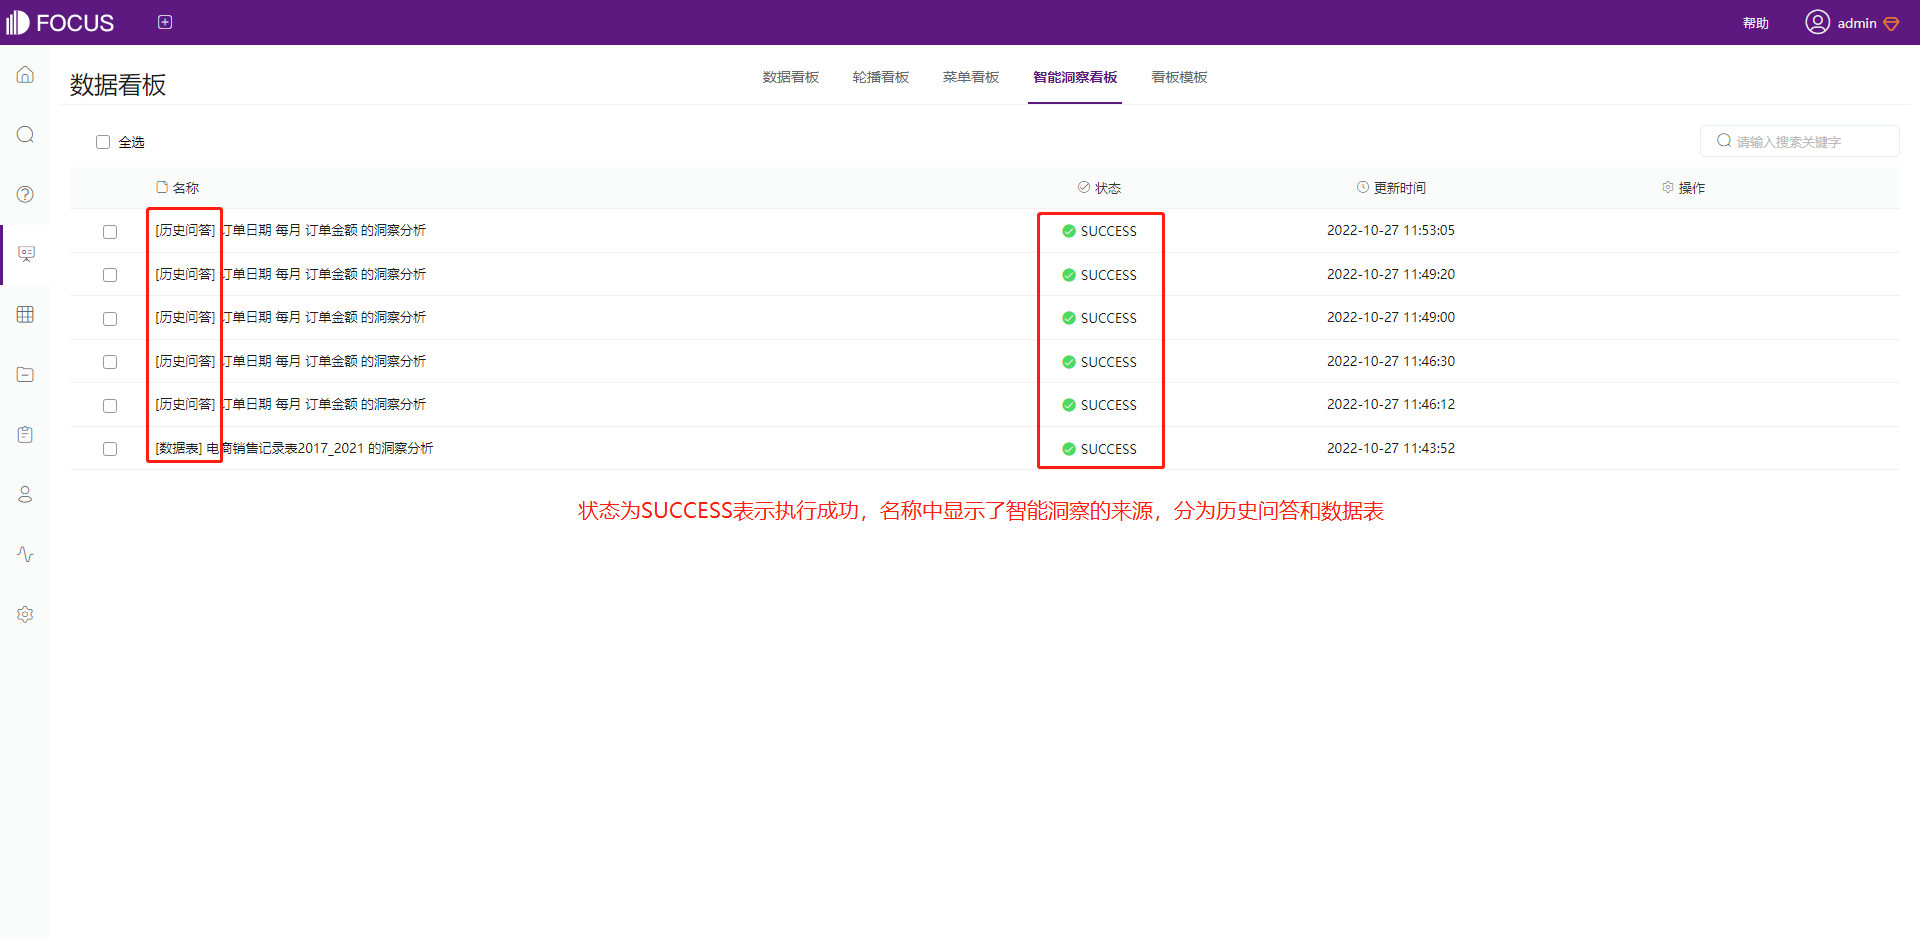 FOCUS
帮助
admin
数据看板
数据看板 轮播看板 菜单看板 智能洞察看板 看板模板
全选
请输入搜索关键字
名称 状态 更新时间 操作
[历史问答] 订单日期 每月 订单金额 的洞察分析 SUCCESS 2022-10-27 11:53:05
[历史问答] 订单日期 每月 订单金额 的洞察分析 SUCCESS 2022-10-27 11:49:20
[历史问答] 订单日期 每月 订单金额 的洞察分析 SUCCESS 2022-10-27 11:49:00
[历史问答] 订单日期 每月 订单金额 的洞察分析 SUCCESS 2022-10-27 11:46:30
[历史问答] 订单日期 每月 订单金额 的洞察分析 SUCCESS 2022-10-27 11:46:12
[数据表] 电商销售记录表2017_2021 的洞察分析 SUCCESS 2022-10-27 11:43:52
状态为SUCCESS表示执行成功，名称中显示了智能洞察的来源，分为历史问答和数据表